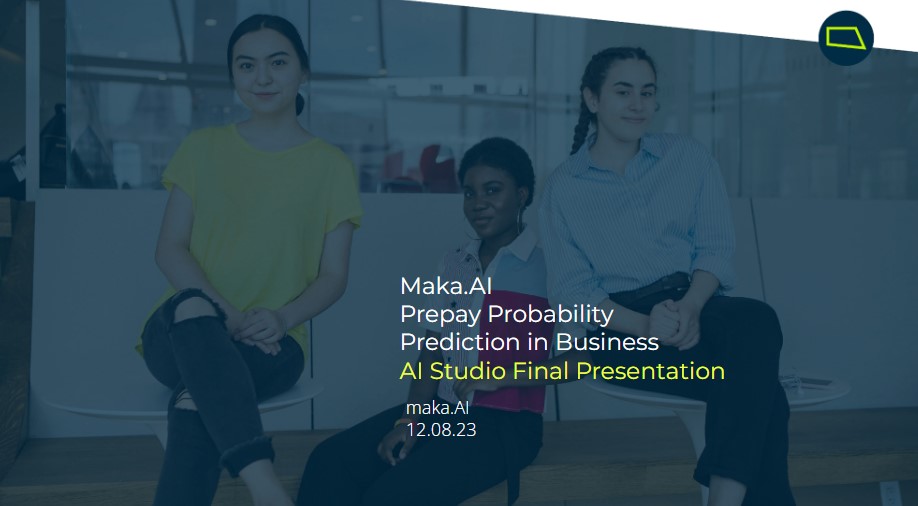 Maka.AI
Prepay Probability
Prediction in Business
AI Studio Final Presentation
maka.AI
12.08.23